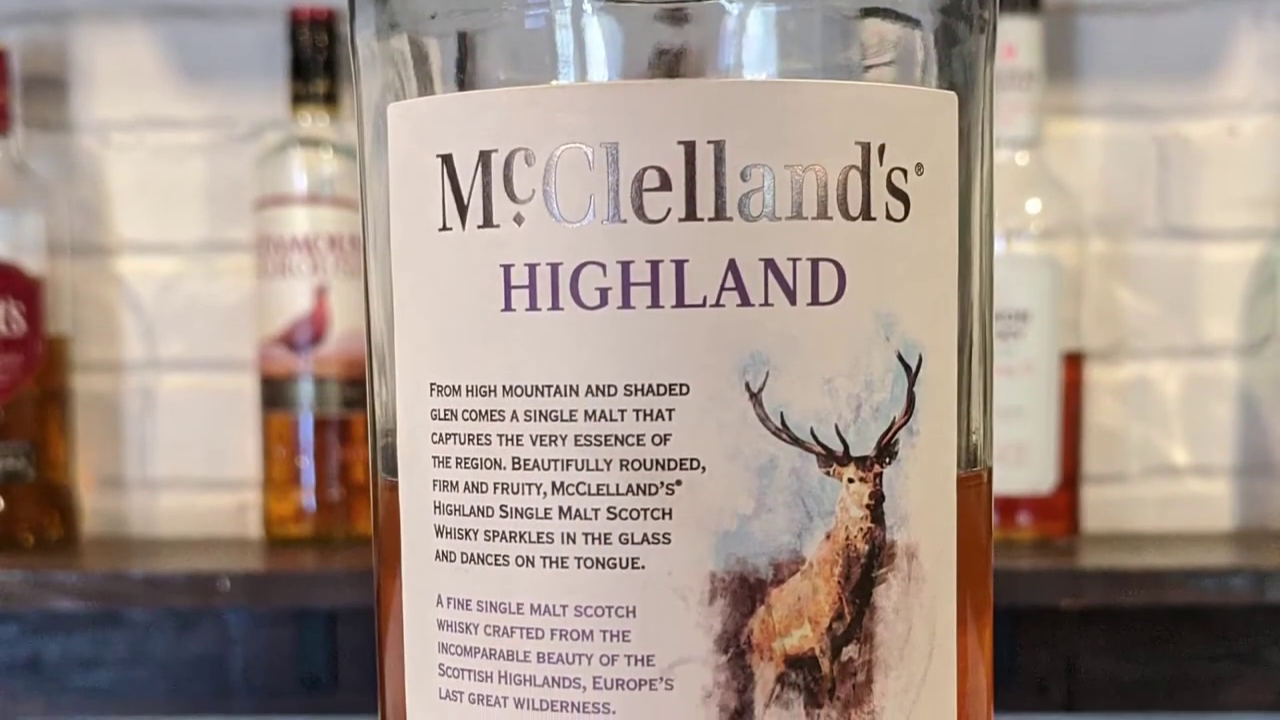 McClelland's®
HIGHLAND
FROM HIGH MOUNTAIN AND SHADED
GLEN COMES A SINGLE MALT THAT
CAPTURES THE VERY ESSENCE OF
THE REGION. BEAUTIFULLY ROUNDED,
FIRM AND FRUITY, MCCLELLAND'S®
HIGHLAND SINGLE MALT SCOTCH
WHISKY SPARKLES IN THE GLASS
AND DANCES ON THE TONGUE.
A FINE SINGLE MALT SCOTCH
WHISKY CRAFTED FROM THE
INCOMPARABLE BEAUTY OF THE
SCOTTISH HIGHLANDS, EUROPE'S
LAST GREAT WILDERNESS.